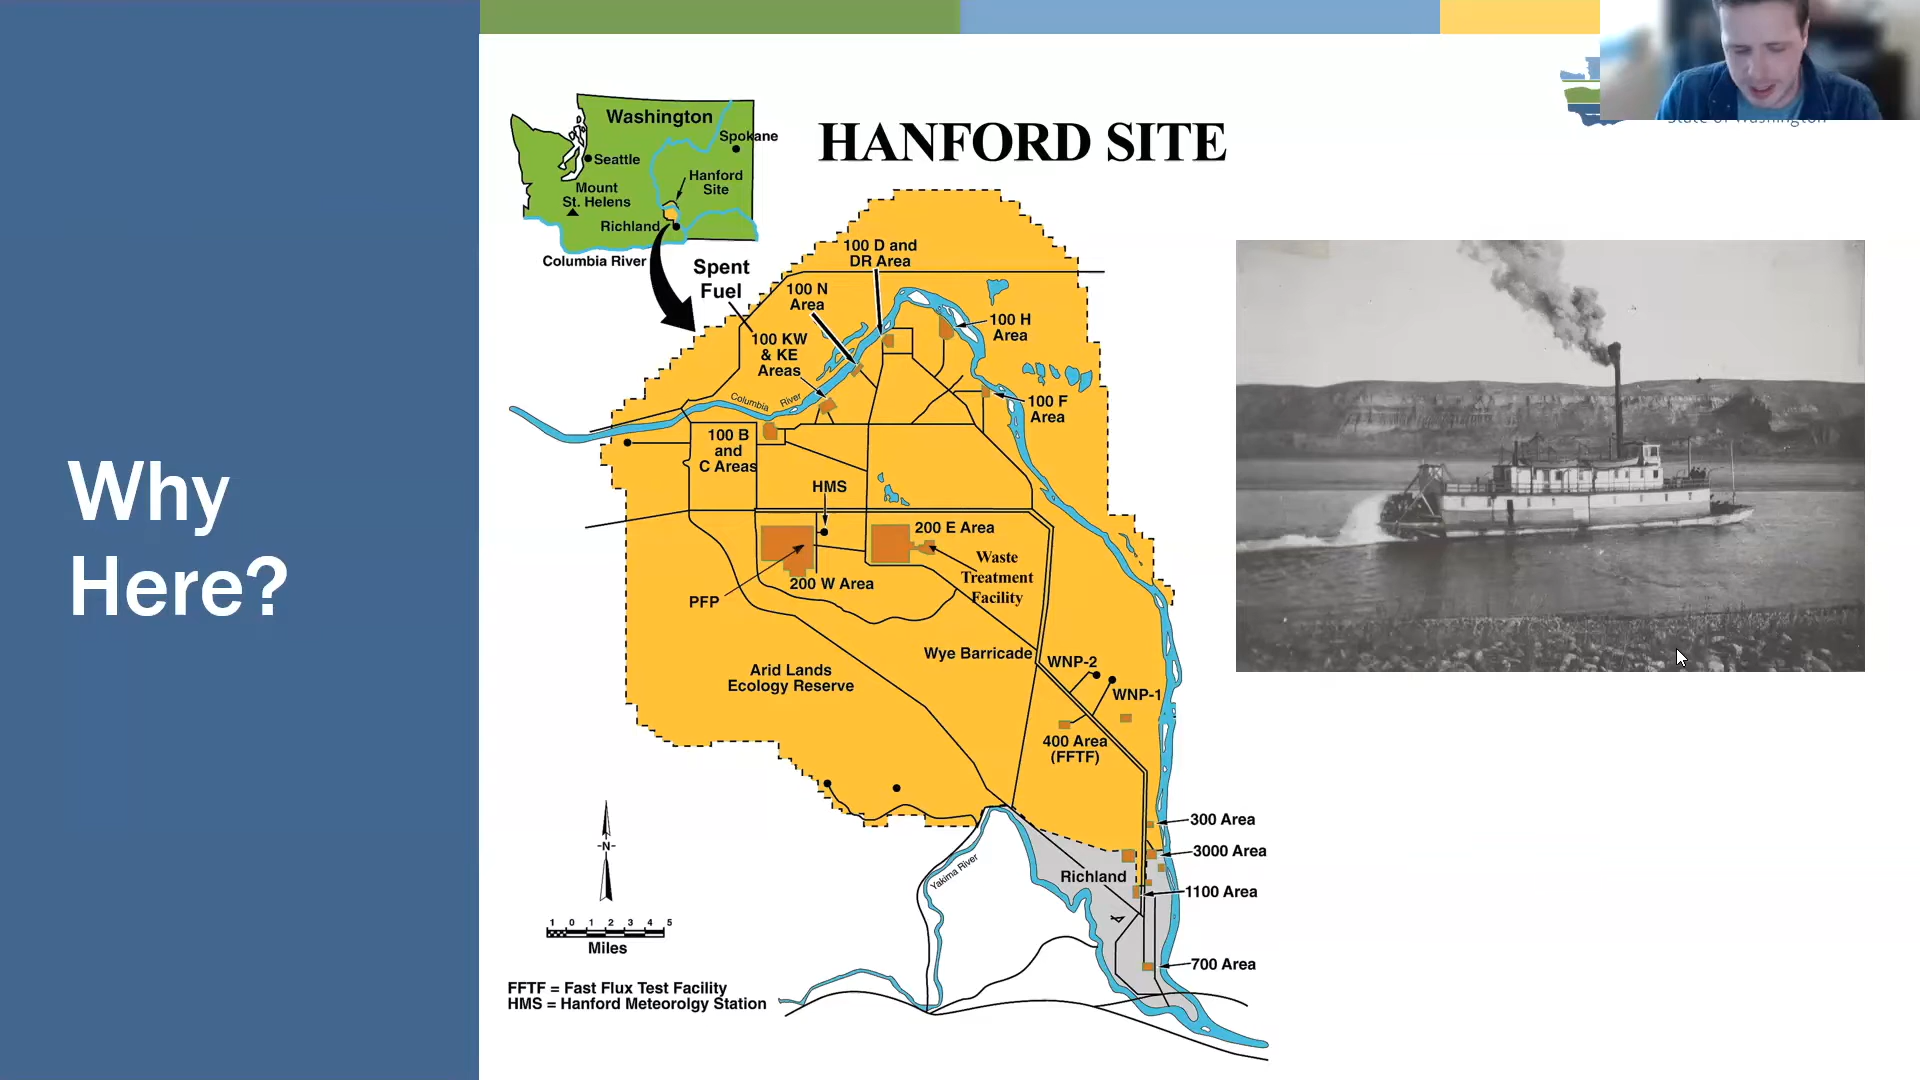 Why
Here?
HANFORD SITE
Washington
Spokane
Seattle
Hanford
Site
Mount
St. Helens
Richland
Columbia River
Spent
Fuel
100 D and
DR Area
100 N
Area
100 H
Area
100 KW
& KE
Areas
Columbia River
100 F
Area
100 B
and
C Areas
HMS
200 E Area
Waste
Treatment
Facility
200 W Area
PFP
Wye Barricade
WNP-2
WNP-1
Arid Lands
Ecology Reserve
400 Area
(FFTF)
300 Area
3000 Area
Richland
1100 Area
Yakima River
700 Area
-N-
1 0 1 2 3 4 5
Miles
FFTF = Fast Flux Test Facility
HMS = Hanford Meteorolgy Station
State of Washington